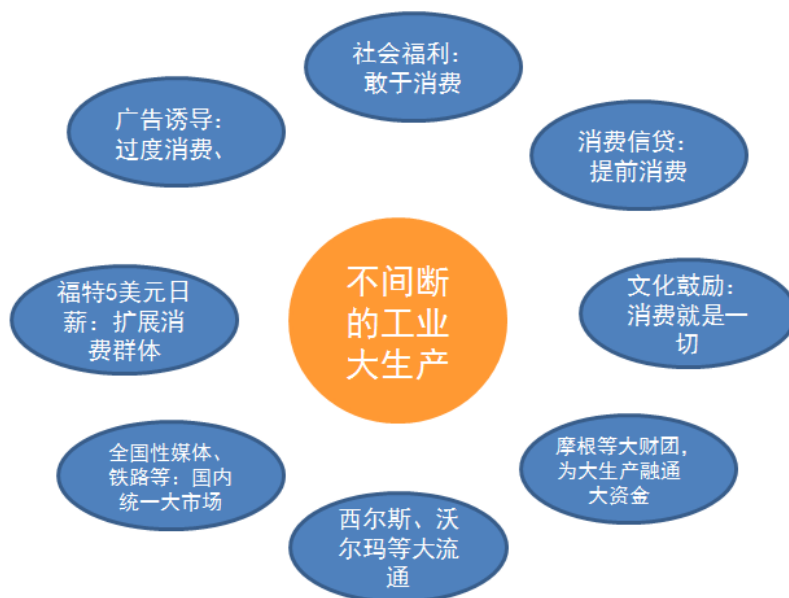 社会福利：
敢于消费
广告诱导：
过度消费、
消费信贷：
提前消费
不间断
的工业
大生产
福特5美元日
薪：扩展消
费群体
文化鼓励：
消费就是一
切
全国性媒体、
铁路等：国内
统一大市场
摩根等大财团，
为大生产融通
大资金
西尔斯、沃
尔玛等大流
通